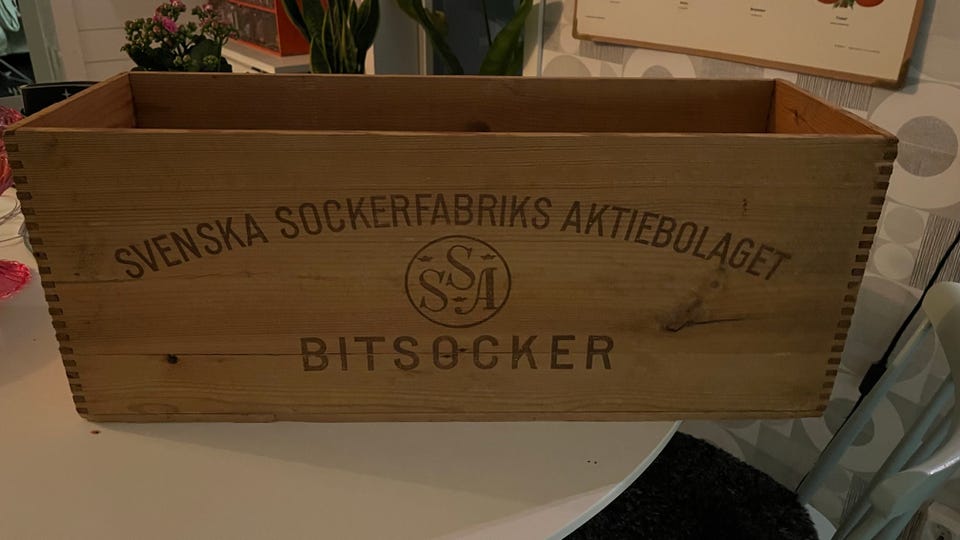 SVENSKA SOCKERFABRIKS AKTIEBOLAGET
SSA
BITSOCKER